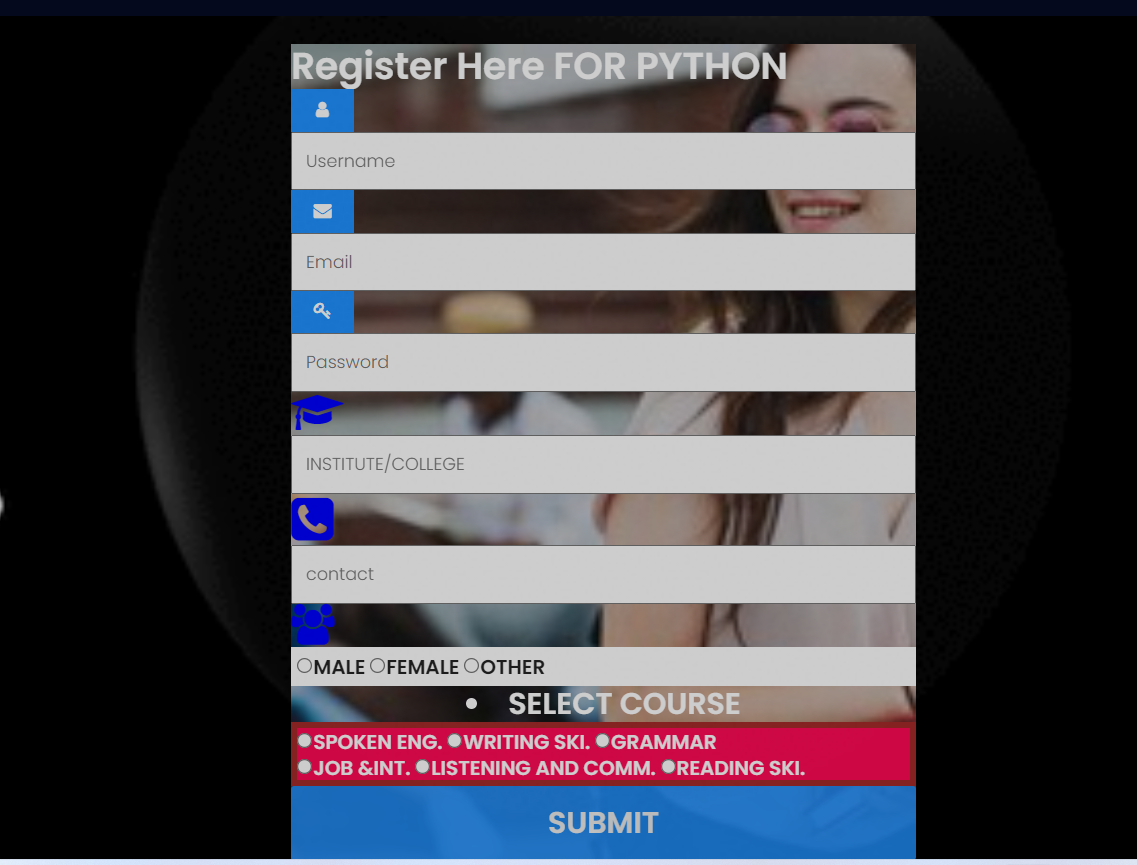 Register Here FOR PYTHON
Username
Email
Password
INSTITUTE/COLLEGE
contact
MALE FEMALE OTHER
SELECT COURSE
SPOKEN ENG. WRITING SKI. GRAMMAR
JOB &INT. LISTENING AND COMM. READING SKI.
SUBMIT